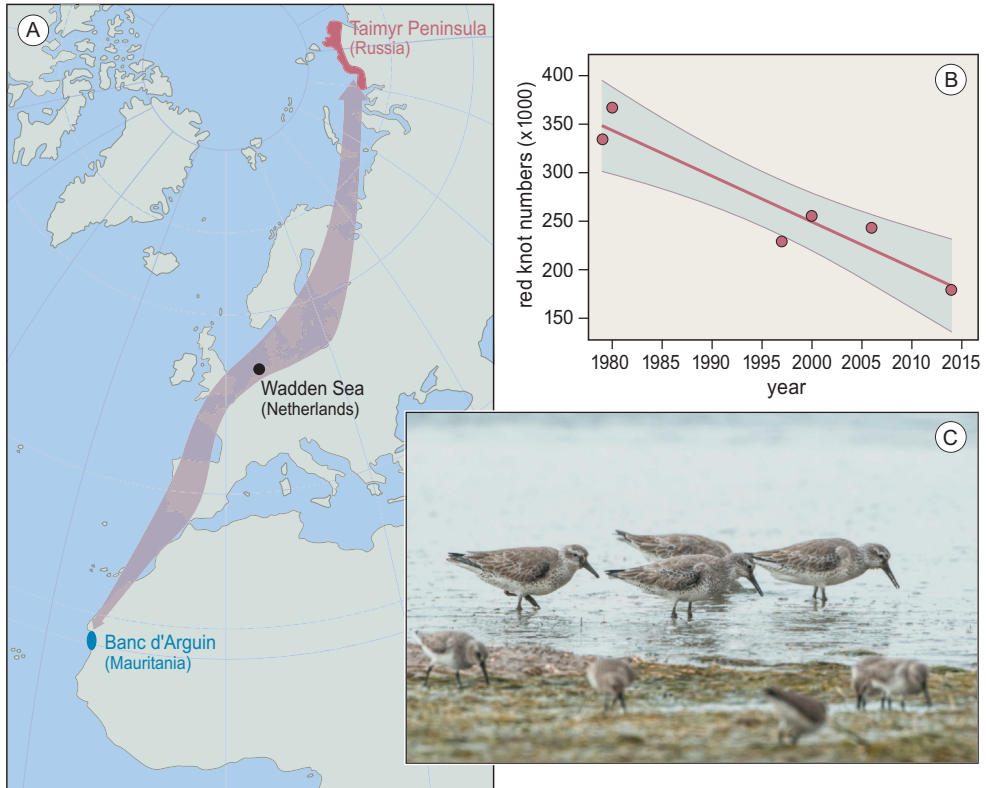 A
Taimyr Peninsula
(Russia)
Wadden Sea
(Netherlands)
Banc d'Arguin
(Mauritania)
B
red knot numbers (x1000)
400
350
300
250
200
150
1980 1985 1990 1995 2000 2005 2010 2015
year
C